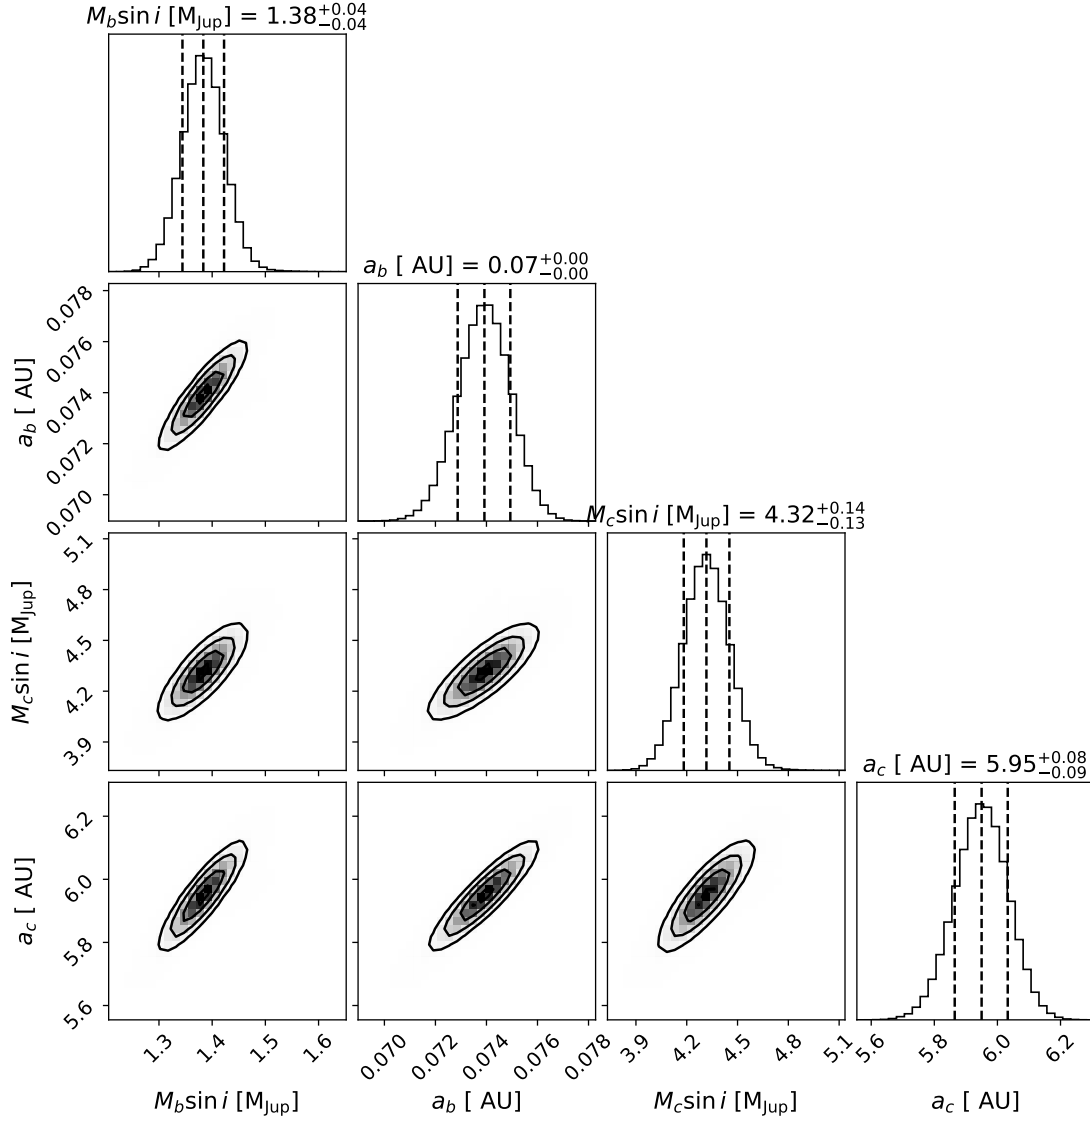 M_b sin i [M_Jup] = 1.38^{+0.04}_{-0.04}
a_b [ AU] = 0.07^{+0.00}_{-0.00}
0.078
0.076
0.074
0.072
0.070
a_b [ AU]
M_c sin i [M_Jup] = 4.32^{+0.14}_{-0.13}
5.1
4.8
4.5
4.2
3.9
M_c sin i [M_Jup]
a_c [ AU] = 5.95^{+0.08}_{-0.09}
6.2
6.0
5.8
5.6
a_c [ AU]
1.3 1.4 1.5 1.6
0.070 0.072 0.074 0.076 0.078
3.9 4.2 4.5 4.8 5.1
5.6 5.8 6.0 6.2
M_b sin i [M_Jup]
a_b [ AU]
M_c sin i [M_Jup]
a_c [ AU]